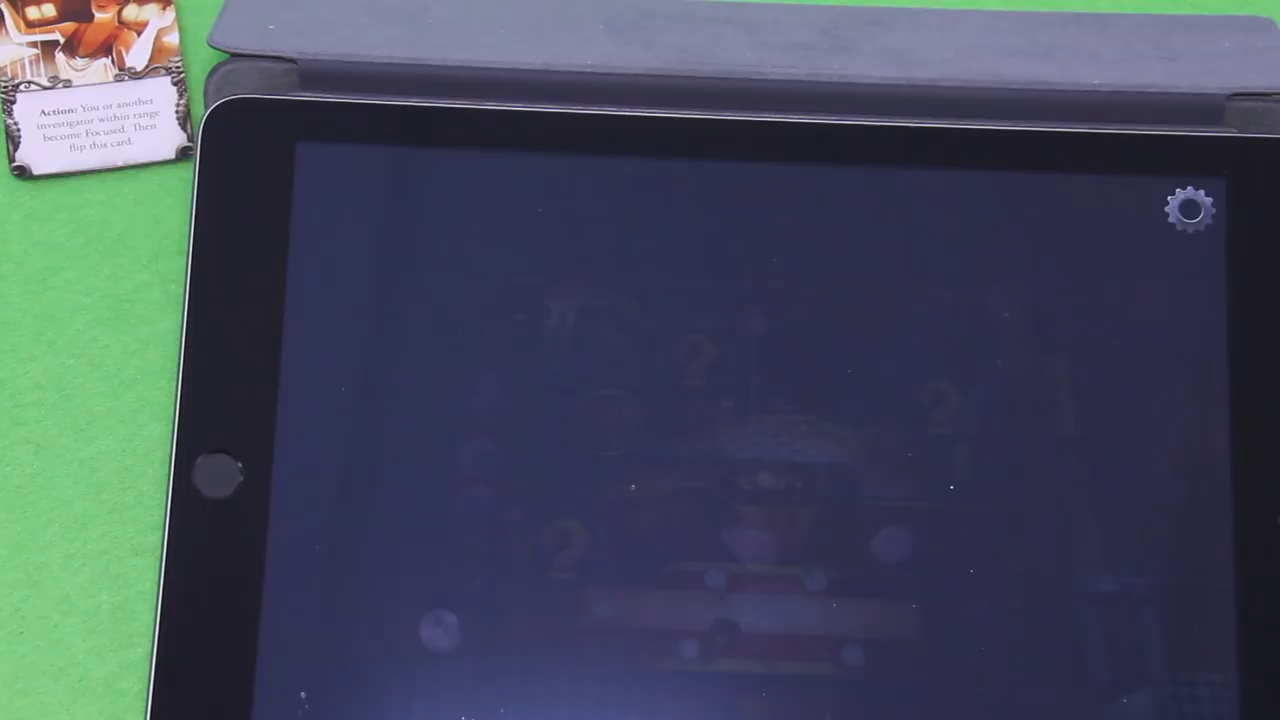 Action: You or another
investigator within range
become Focused. Then
flip this card.